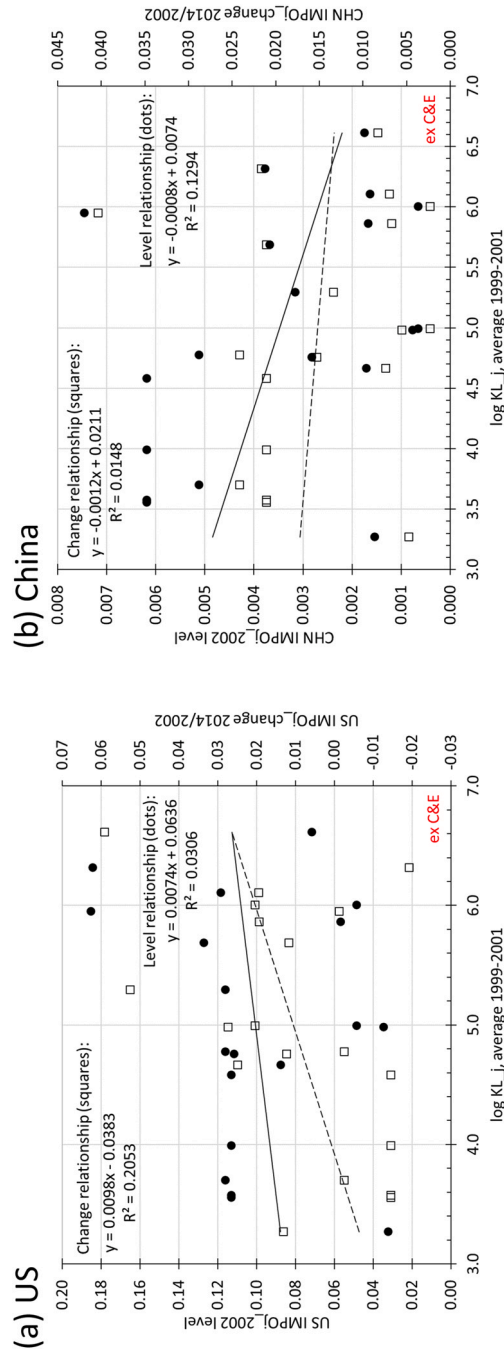 (a) US
Change relationship (squares):
y = 0.0098x - 0.0383
R² = 0.2053
Level relationship (dots):
y = 0.0074x + 0.0636
R² = 0.0306
US IMPOj_2002 level
0.20
0.18
0.16
0.14
0.12
0.10
0.08
0.06
0.04
0.02
0.00
US IMPOj_change 2014/2002
0.07
0.06
0.05
0.04
0.03
0.02
0.01
0.00
-0.01
-0.02
-0.03
3.0 4.0 5.0 6.0 7.0
log KL_j, average 1999-2001
ex C&E
(b) China
Change relationship (squares):
y = -0.0012x + 0.0211
R² = 0.0148
Level relationship (dots):
y = -0.0008x + 0.0074
R² = 0.1294
CHN IMPOj_2002 level
0.008
0.007
0.006
0.005
0.004
0.003
0.002
0.001
0.000
CHN IMPOj_change 2014/2002
0.042
0.040
0.035
0.030
0.025
0.020
0.015
0.010
0.005
0.000
3.0 3.5 4.0 4.5 5.0 5.5 6.0 6.5 7.0
log KL_j, average 1999-2001
ex C&E